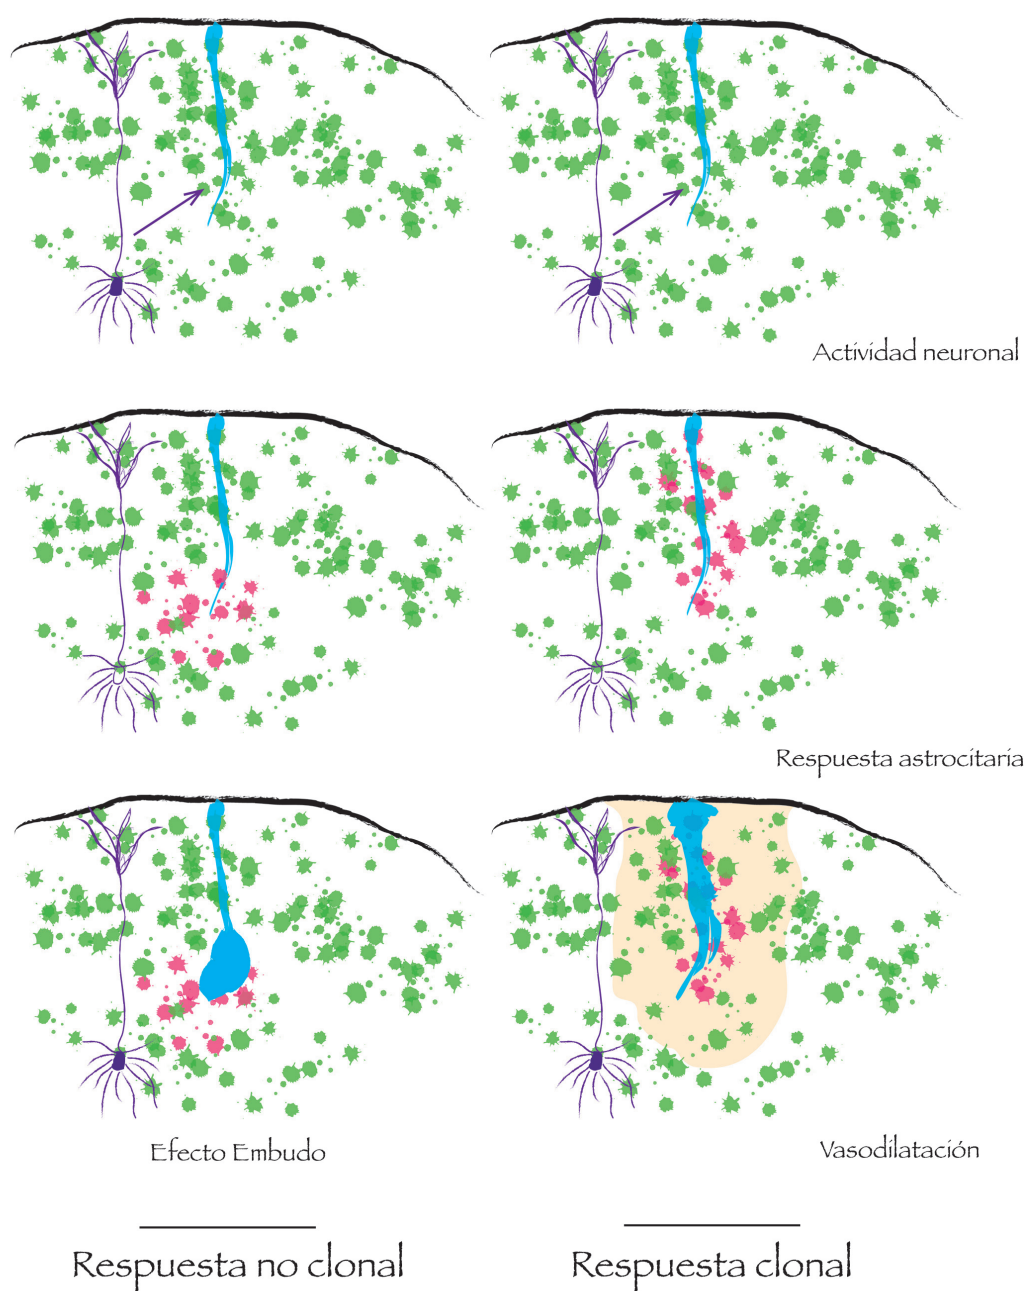 Actividad neuronal
Respuesta astrocitaria
Efecto Embudo
Vasodilatación
Respuesta no clonal
Respuesta clonal